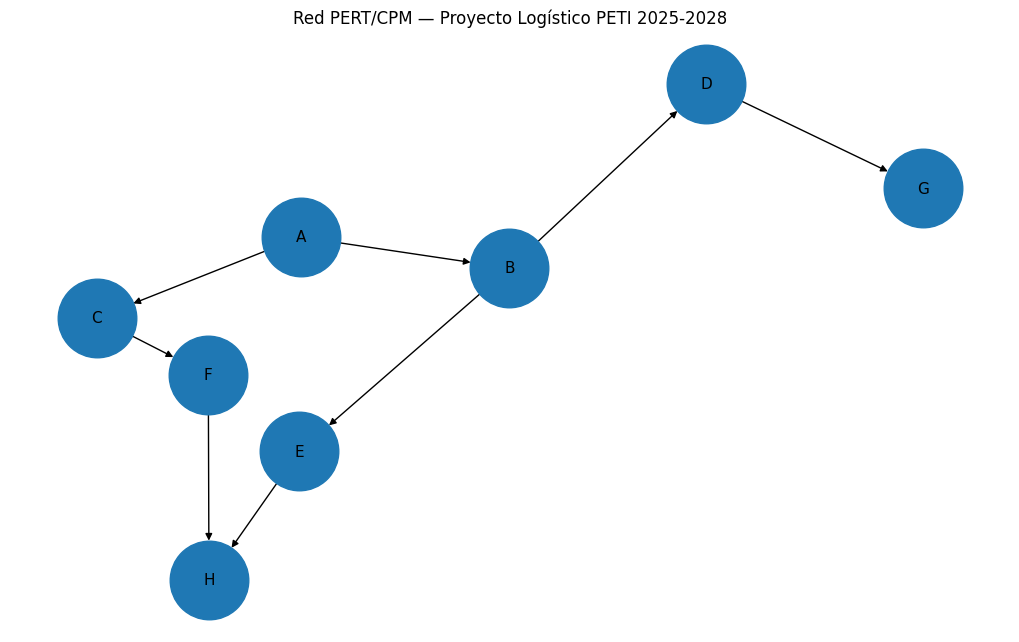 Red PERT/CPM — Proyecto Logístico PETI 2025-2028
D
G
A
B
C
F
E
H